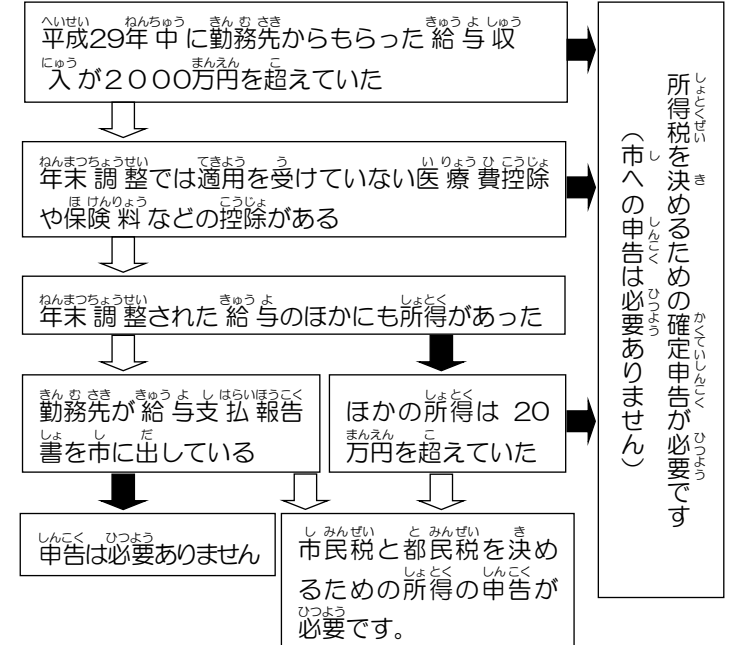 平成29年中に勤務先からもらった給与収
入が2000万円を超えていた
年末調整では適用を受けていない医療費控除
や保険料などの控除がある
年末調整された給与のほかにも所得があった
勤務先が給与支払報告
書を市に出している
ほかの所得は 20
万円を超えていた
申告は必要ありません
市民税と都民税を決め
るための所得の申告が
必要です。
所得税を決めるための確定申告が必要です
(市への申告は必要ありません)